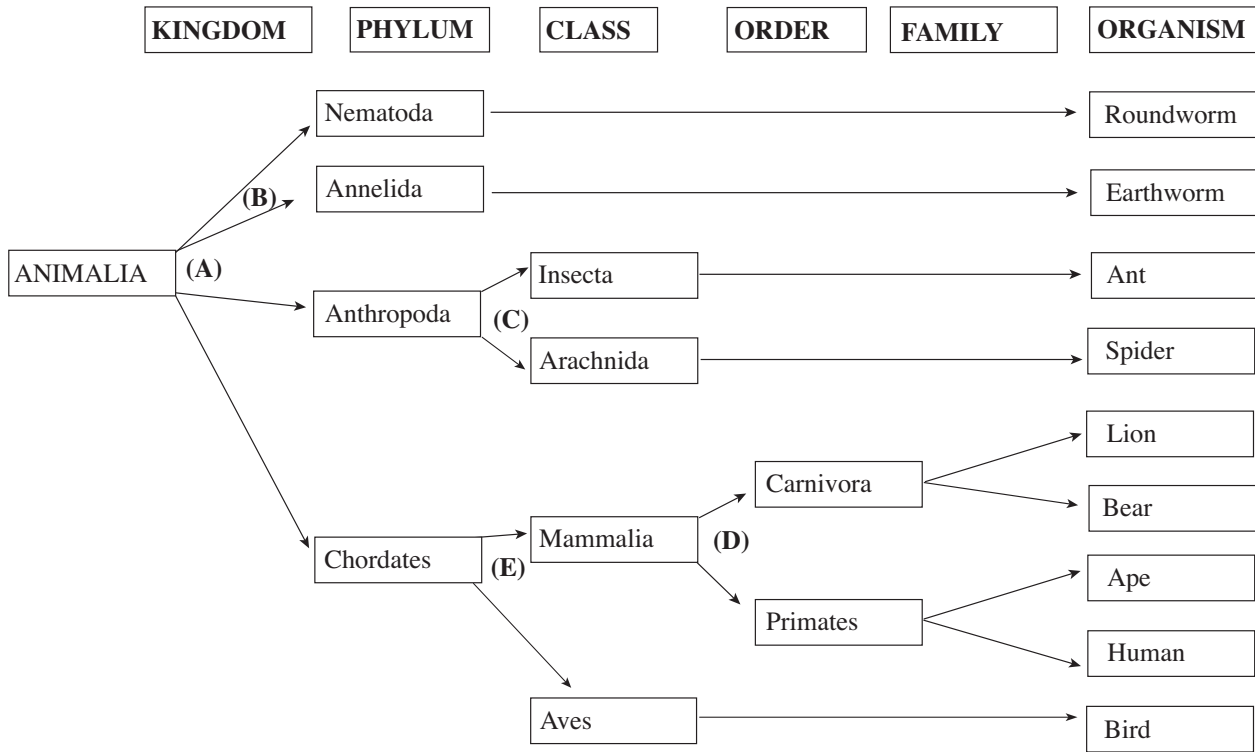 KINGDOM PHYLUM CLASS ORDER FAMILY ORGANISM
Nematoda Roundworm
(B) Annelida Earthworm
ANIMALIA (A) Insecta Ant
Anthropoda (C)
Arachnida Spider
Lion
Carnivora
Bear
Chordates (E) Mammalia (D)
Ape
Primates
Human
Aves Bird